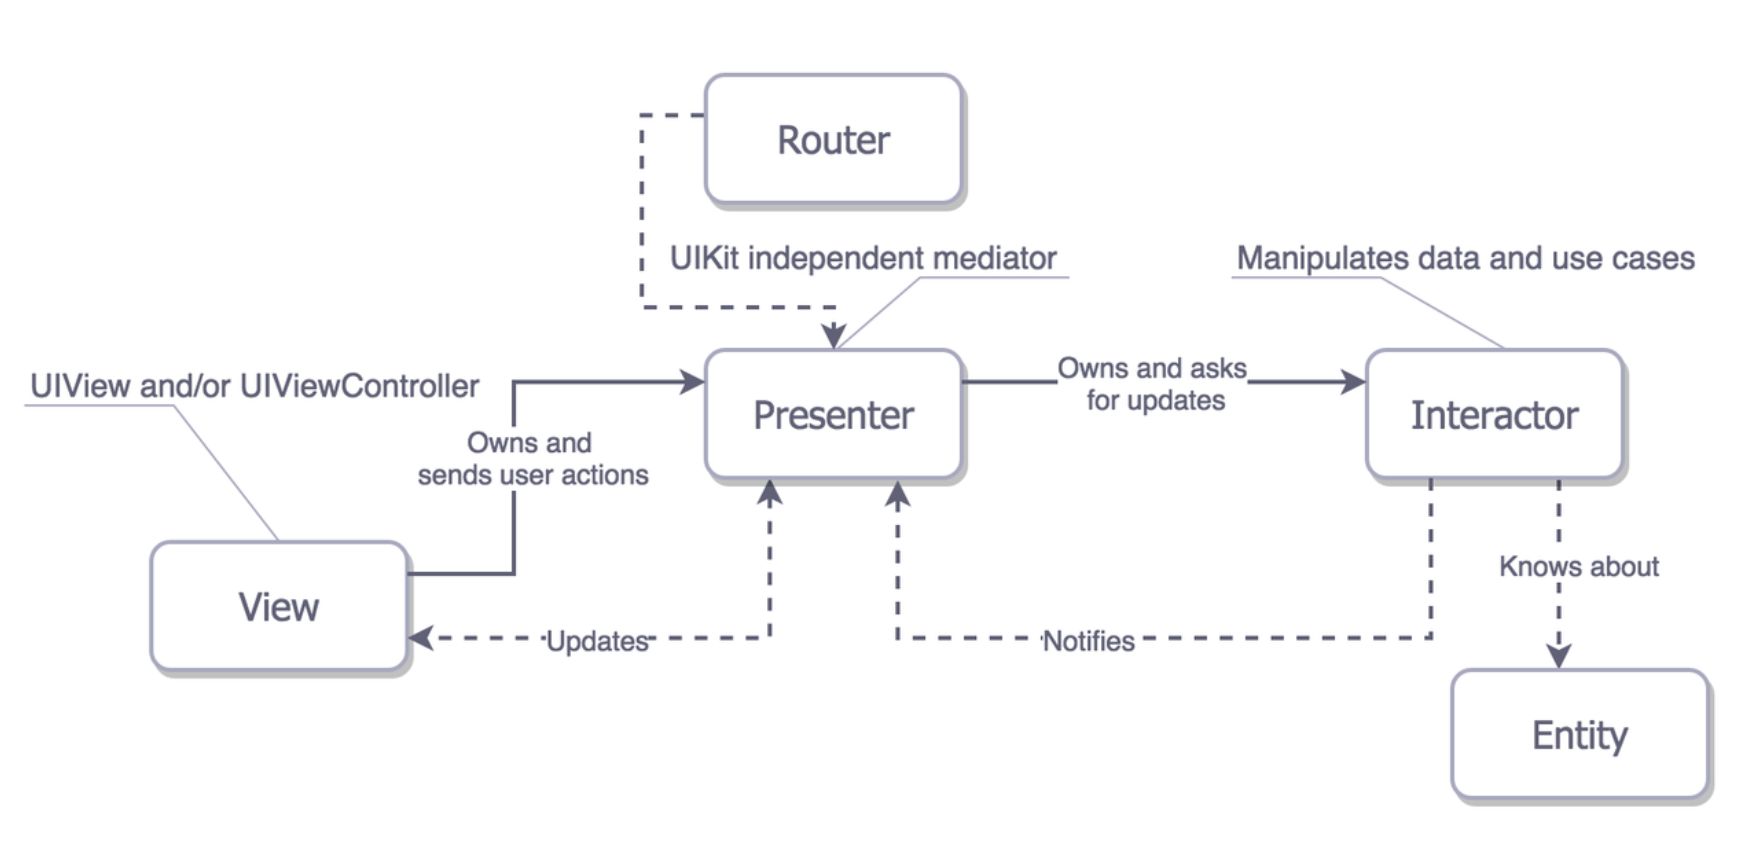 Router
UIKit independent mediator
Manipulates data and use cases
UIView and/or UIViewController
Owns and asks
for updates
Presenter
Interactor
Owns and
sends user actions
Knows about
View
Updates
Notifies
Entity